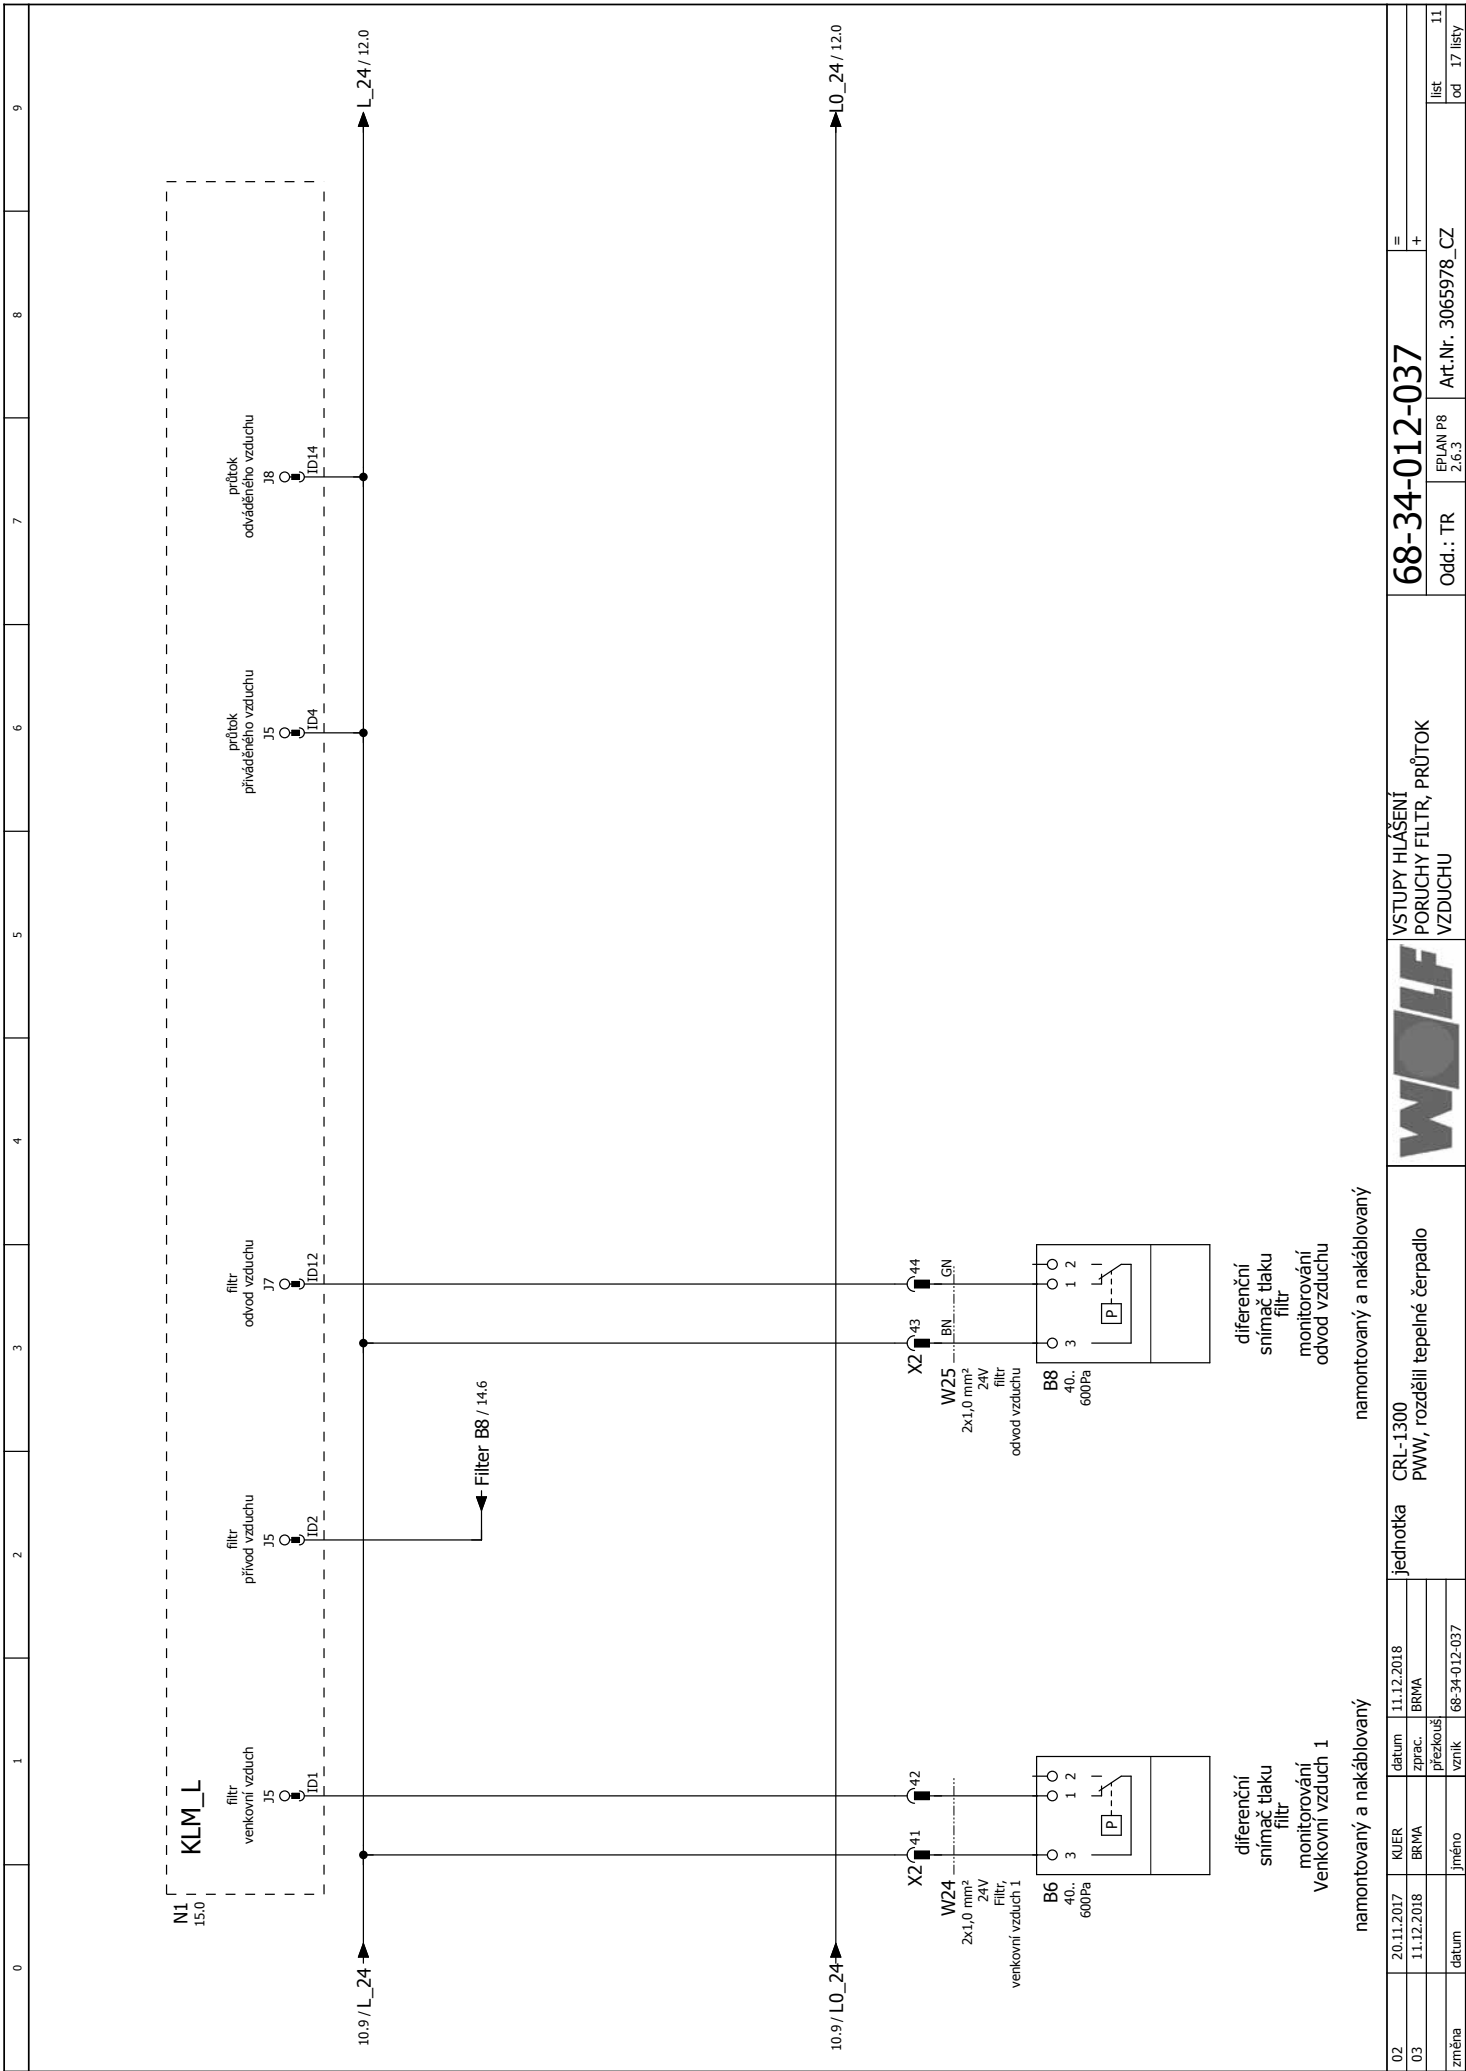 0 1 2 3 4 5 6 7 8 9
N1
15.0
KLM_L
filtr
venkovní vzduch
J5
ID1
filtr
přívod vzduchu
J5
ID2
filtr
odvod vzduchu
J7
ID12
průtok
přiváděného vzduchu
J5
ID4
průtok
odváděného vzduchu
J8
ID14
10.9 / L_24
L_24 / 12.0
Filter B8 / 14.6
10.9 / L0_24
L0_24 / 12.0
X2 41 42
W24
2x1,0 mm²
24V
Filtr,
venkovní vzduch 1
B6
40..
600Pa
3 1 2
P
X2 43 44
W25 BN GN
2x1,0 mm²
24V
filtr
odvod vzduchu
B8
40..
600Pa
3 1 2
P
diferenční
snímač tlaku
filtr
monitorování
Venkovní vzduch 1
namontovaný a nakáblovaný
diferenční
snímač tlaku
filtr
monitorování
odvod vzduchu
namontovaný a nakáblovaný
02 20.11.2017 KUER datum 11.12.2018
03 11.12.2018 BRMA zprac. BRMA
přezkouš.
změna datum jméno vznik 68-34-012-037
jednotka CRL-1300
PWW, rozdělil tepelné čerpadlo
WOLF
VSTUPY HLÁŠENÍ
PORUCHY FILTR, PRŮTOK
VZDUCHU
68-34-012-037
=
+
Odd.: TR
EPLAN P8
2.6.3
Art.Nr. 3065978_CZ
list 11
od 17 listy